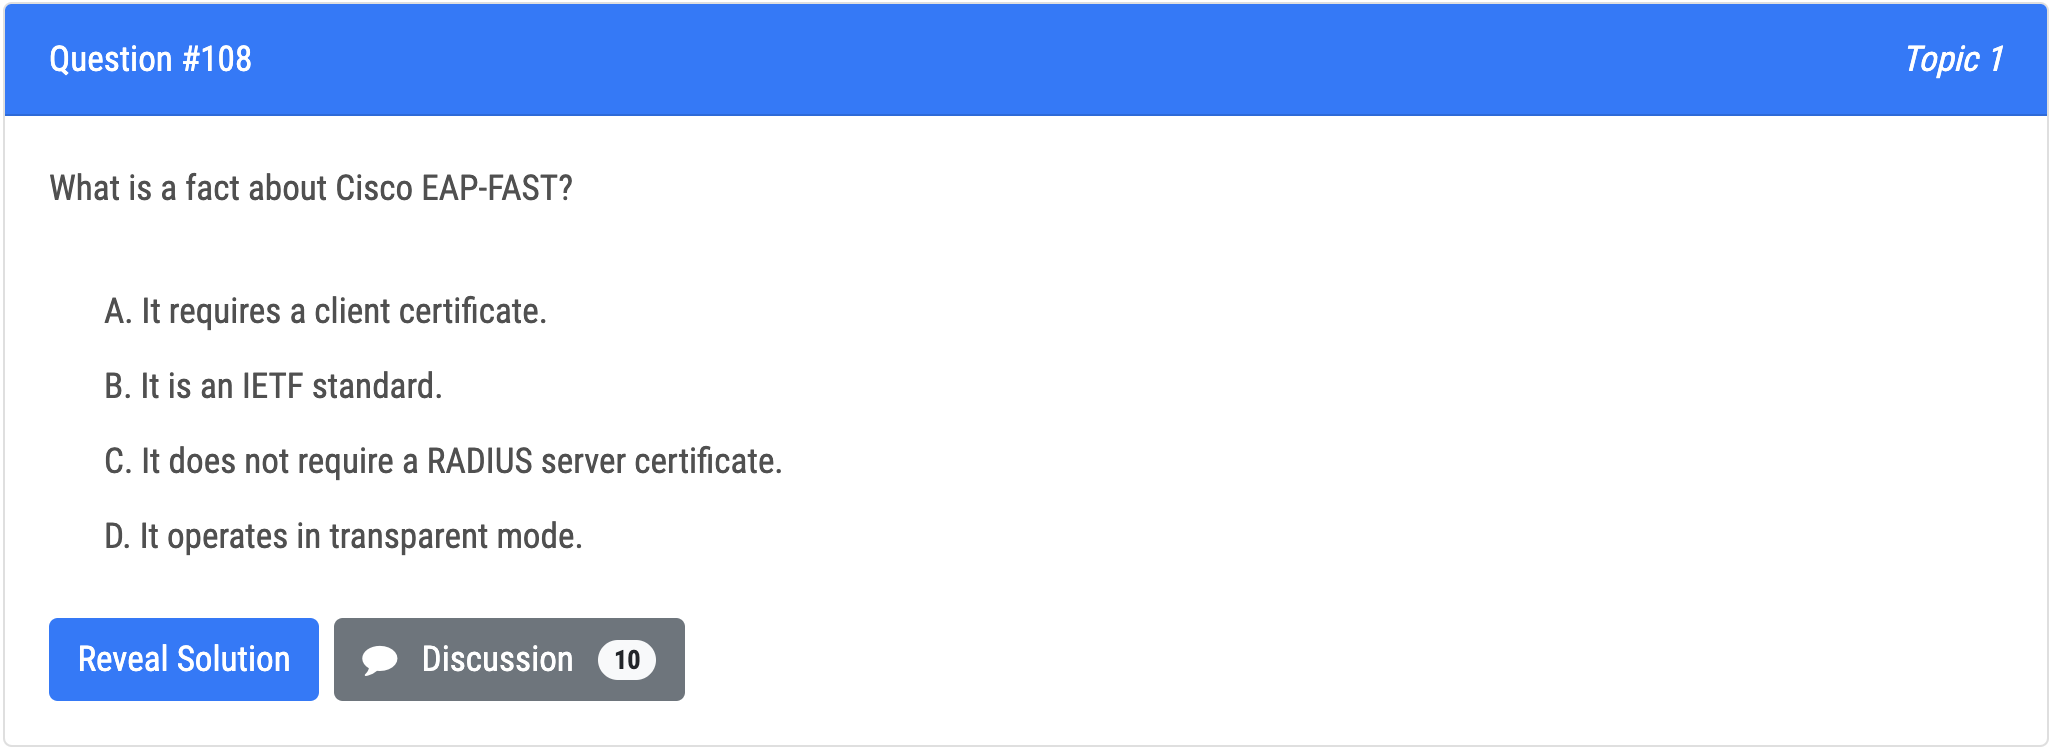 Question #108
Topic 1
What is a fact about Cisco EAP-FAST?
A. It requires a client certificate.
B. It is an IETF standard.
C. It does not require a RADIUS server certificate.
D. It operates in transparent mode.
Reveal Solution
Discussion 10